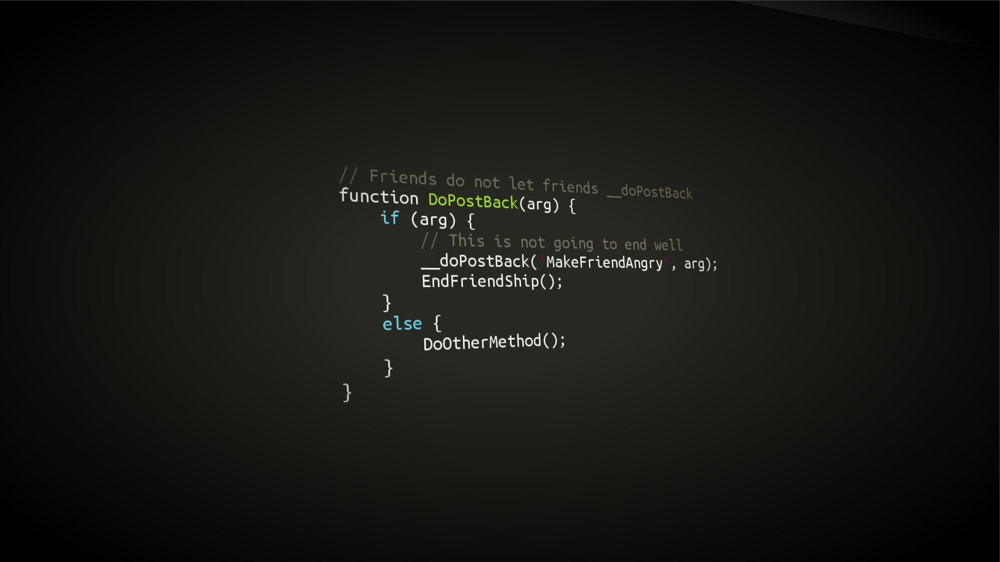 // Friends do not let friends __doPostBack
function DoPostBack(arg) {
if (arg) {
// This is not going to end well
__doPostBack('MakeFriendAngry', arg);
EndFriendShip();
}
else {
DoOtherMethod();
}
}